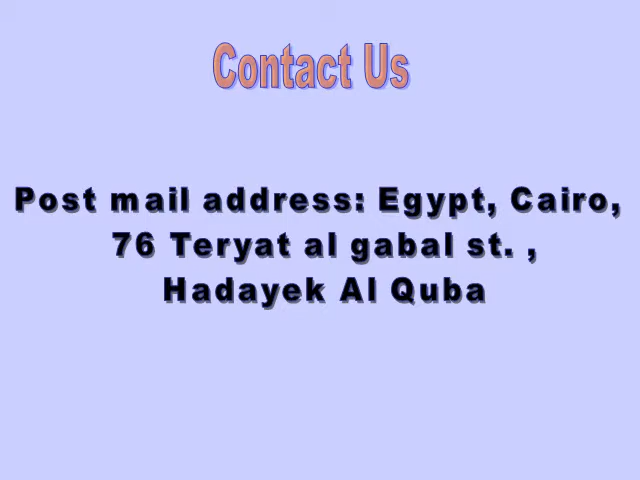 Contact Us
Post mail address: Egypt, Cairo,
76 Teryat al gabal st. ,
Hadayek Al Quba